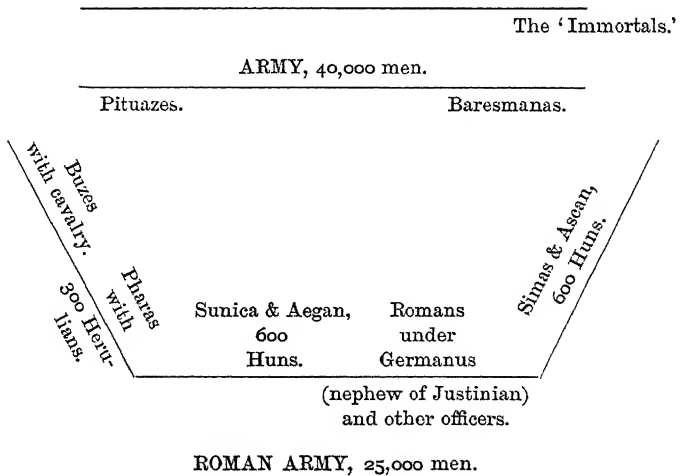 The ‘Immortals.’
ARMY, 40,000 men.
Pituazes. Baresmanas.
Buzes
with cavalry.
Pharas
with
300 Heru-
lians.
Sunica & Aegan,
600
Huns.
Romans
under
Germanus
(nephew of Justinian)
and other officers.
Simas & Ascan,
600 Huns.
ROMAN ARMY, 25,000 men.